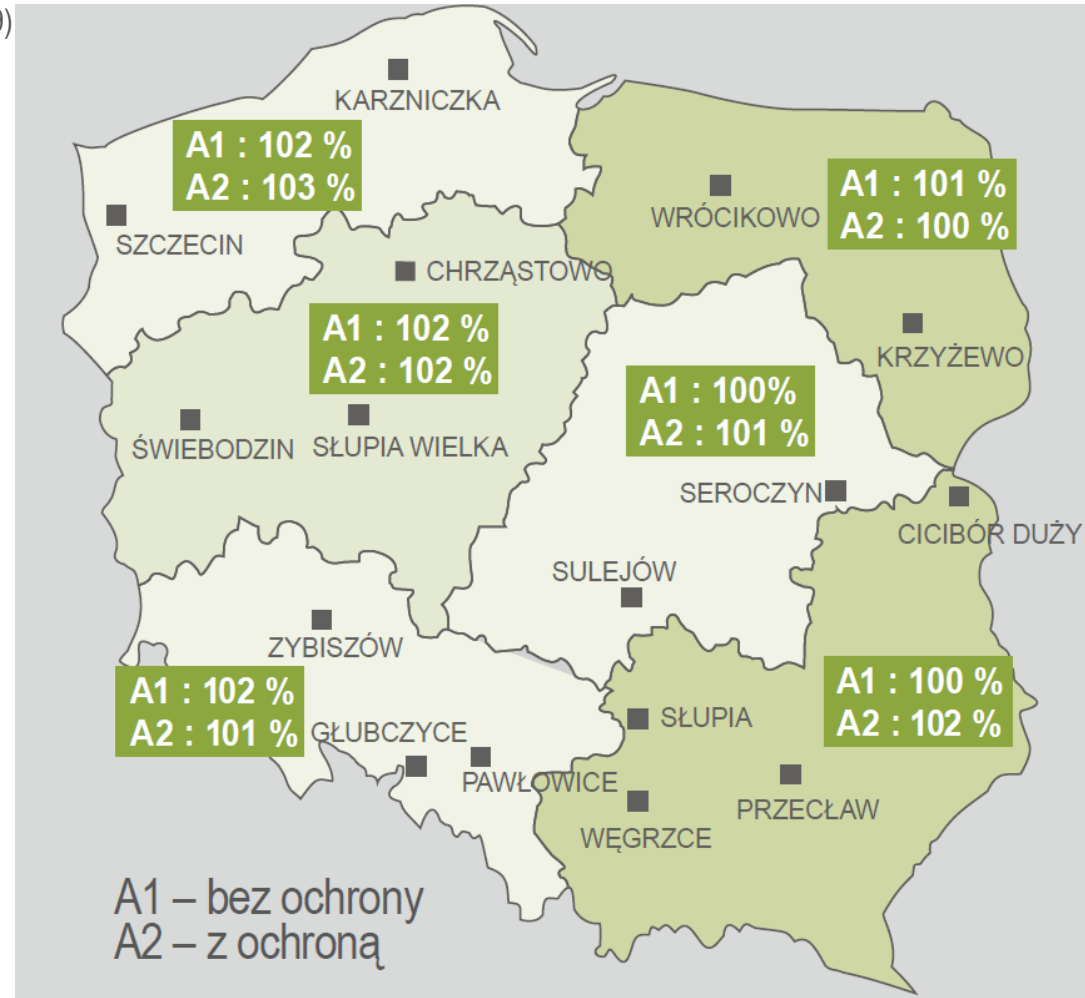 9)
KARZNICZKA
A1 : 102 %
A2 : 103 %
SZCZECIN
WRÓCIKOWO
A1 : 101 %
A2 : 100 %
CHRZĄSTOWO
A1 : 102 %
A2 : 102 %
KRZYŻEWO
ŚWIEBODZIN
SŁUPIA WIELKA
A1 : 100%
A2 : 101 %
SEROCZYN
CICIBÓR DUŻY
SULEJÓW
ZYBISZÓW
A1 : 102 %
A2 : 101 %
GŁUBCZYCE
PAWŁOWICE
SŁUPIA
A1 : 100 %
A2 : 102 %
PRZECŁAW
WĘGRZCE
A1 – bez ochrony
A2 – z ochroną